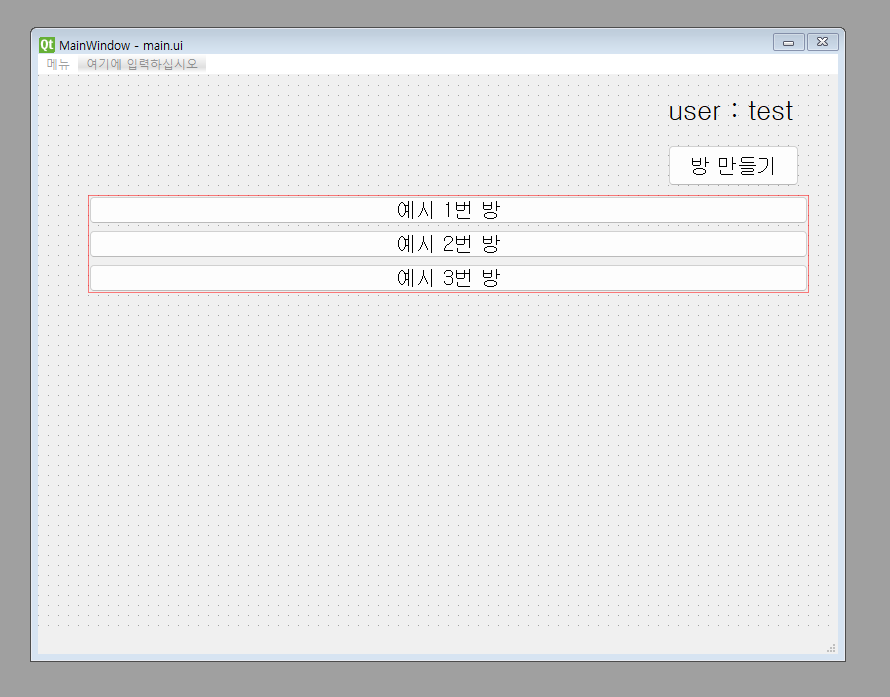 Qt MainWindow - main.ui
메뉴 여기에 입력하십시오
user : test
방 만들기
예시 1번 방
예시 2번 방
예시 3번 방